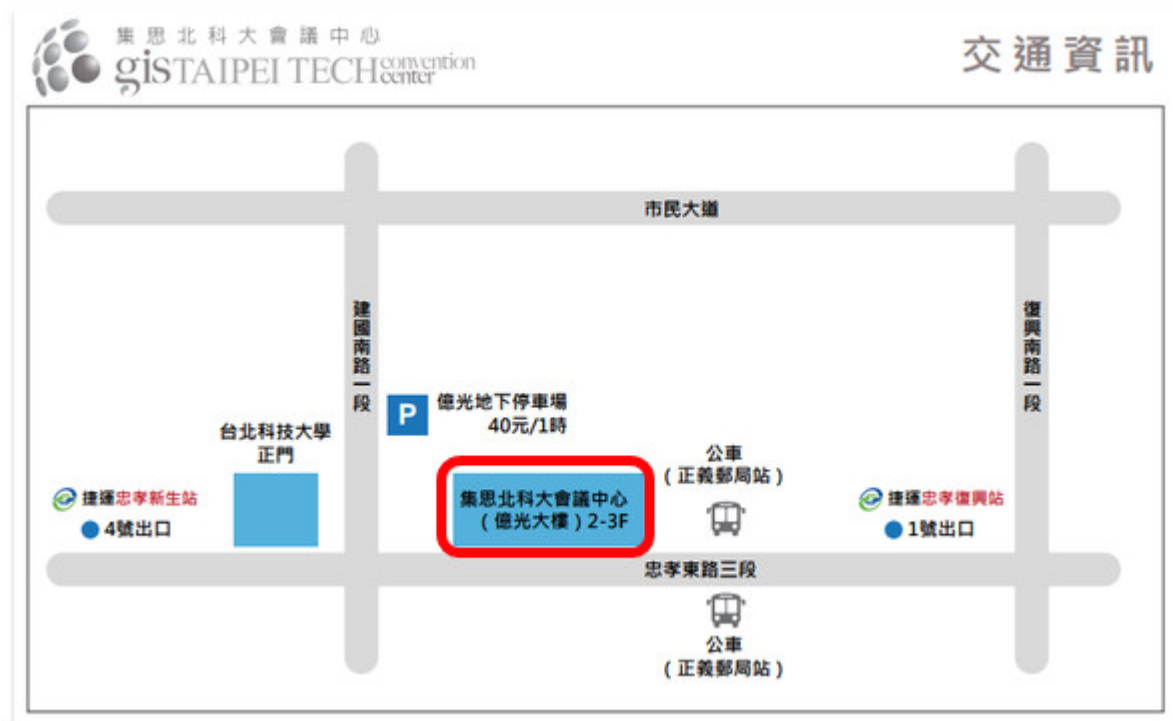 集思北科大會議中心
gisTAIPEI TECH convention center
交通資訊
市民大道
建國南路一段
復興南路一段
P
億光地下停車場
40元/1時
台北科技大學
正門
公車
(正義郵局站)
捷運忠孝新生站
4號出口
集思北科大會議中心
(億光大樓)2-3F
捷運忠孝復興站
1號出口
忠孝東路三段
公車
(正義郵局站)